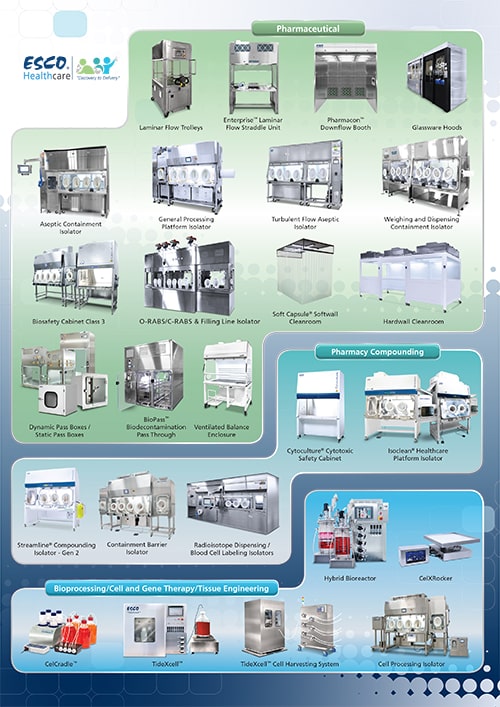 Pharmaceutical
ESCO
Healthcare
"Discovery to Delivery"
Laminar Flow Trolleys
Enterprise™ Laminar
Flow Straddle Unit
Pharmacon™
Downflow Booth
Glassware Hoods
Aseptic Containment
Isolator
General Processing
Platform Isolator
Turbulent Flow Aseptic
Isolator
Weighing and Dispensing
Containment Isolator
Biosafety Cabinet Class 3
O-RABS/C-RABS & Filling Line Isolator
Soft Capsule® Softwall
Cleanroom
Hardwall Cleanroom
Dynamic Pass Boxes /
Static Pass Boxes
BioPass™
Biodecontamination
Pass Through
Ventilated Balance
Enclosure
Pharmacy Compounding
Cytoculture® Cytotoxic
Safety Cabinet
Isoclean® Healthcare
Platform Isolator
Streamline® Compounding
Isolator - Gen 2
Containment Barrier
Isolator
Radioisotope Dispensing /
Blood Cell Labeling Isolators
Hybrid Bioreactor
CelXRocker
Bioprocessing/Cell and Gene Therapy/Tissue Engineering
ESCO
CelCradle™
TideXcell™
TideXcell™ Cell Harvesting System
Cell Processing Isolator